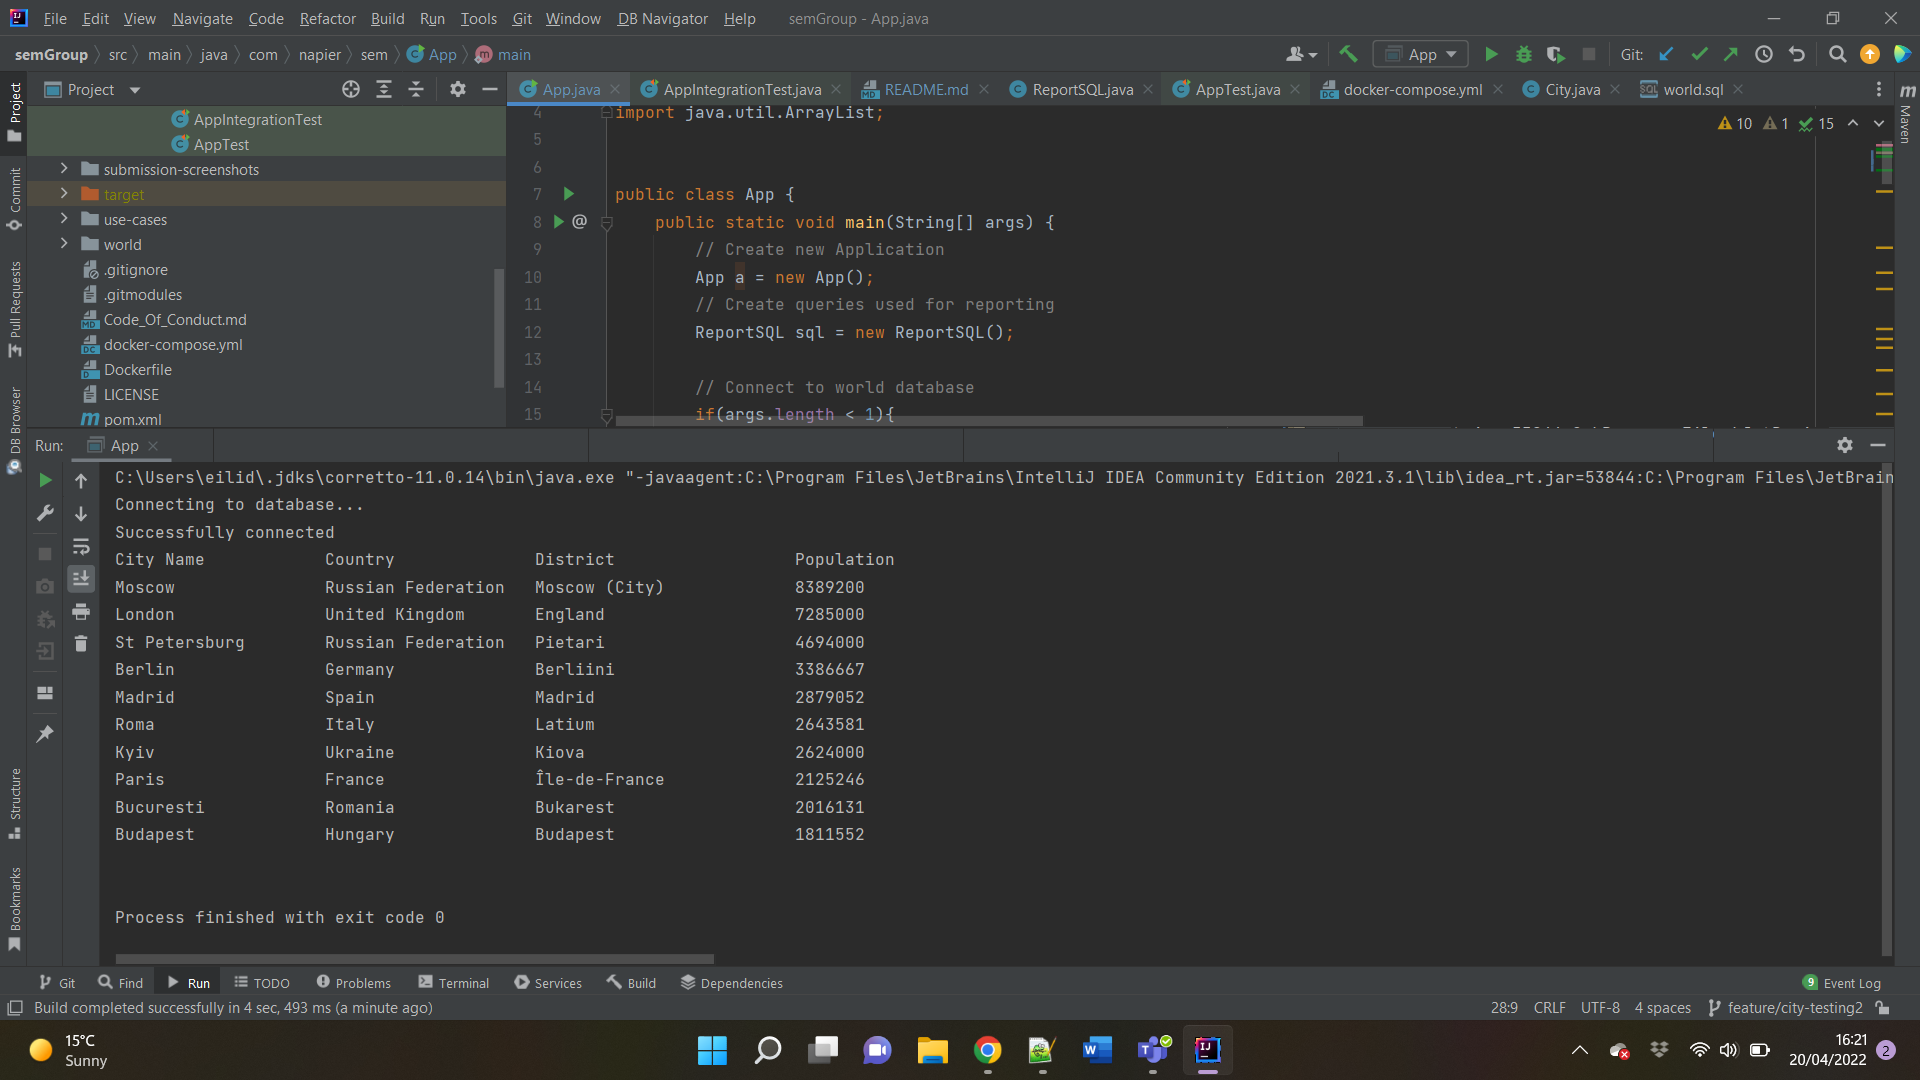 File Edit View Navigate Code Refactor Build Run Tools Git Window DB Navigator Help semGroup - App.java
semGroup src main java com napier sem App main App Git:
Project App.java AppIntegrationTest.java README.md ReportSQL.java AppTest.java docker-compose.yml City.java world.sql
Project
Commit
Pull Requests
DB Browser
Structure
Bookmarks
Maven
AppIntegrationTest
AppTest
submission-screenshots
target
use-cases
world
.gitignore
.gitmodules
Code_Of_Conduct.md
docker-compose.yml
Dockerfile
LICENSE
pom.xml
10 1 15
4 import java.util.ArrayList;
5
6
7 public class App {
8 @ public static void main(String[] args) {
9 // Create new Application
10 App a = new App();
11 // Create queries used for reporting
12 ReportSQL sql = new ReportSQL();
13
14 // Connect to world database
15 if(args.length < 1){
Run: App
C:\Users\eilid\.jdks\corretto-11.0.14\bin\java.exe "-javaagent:C:\Program Files\JetBrains\IntelliJ IDEA Community Edition 2021.3.1\lib\idea_rt.jar=53844:C:\Program Files\JetBrain
Connecting to database...
Successfully connected
City Name Country District Population
Moscow Russian Federation Moscow (City) 8389200
London United Kingdom England 7285000
St Petersburg Russian Federation Pietari 4694000
Berlin Germany Berliini 3386667
Madrid Spain Madrid 2879052
Roma Italy Latium 2643581
Kyiv Ukraine Kiova 2624000
Paris France Île-de-France 2125246
Bucuresti Romania Bukarest 2016131
Budapest Hungary Budapest 1811552
Process finished with exit code 0
Git Find Run TODO Problems Terminal Services Build Dependencies 9 Event Log
Build completed successfully in 4 sec, 493 ms (a minute ago) 28:9 CRLF UTF-8 4 spaces feature/city-testing2
15°C
Sunny
16:21
20/04/2022 2